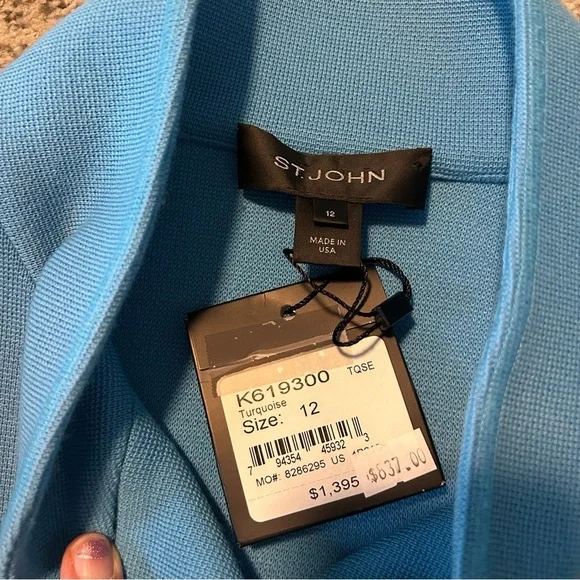 ST. JOHN
12
MADE IN
USA
K619300 TQSE
Turquoise
Size: 12
7 94354 45932 3
MO#: 8286295 US
$1,395 $637.00